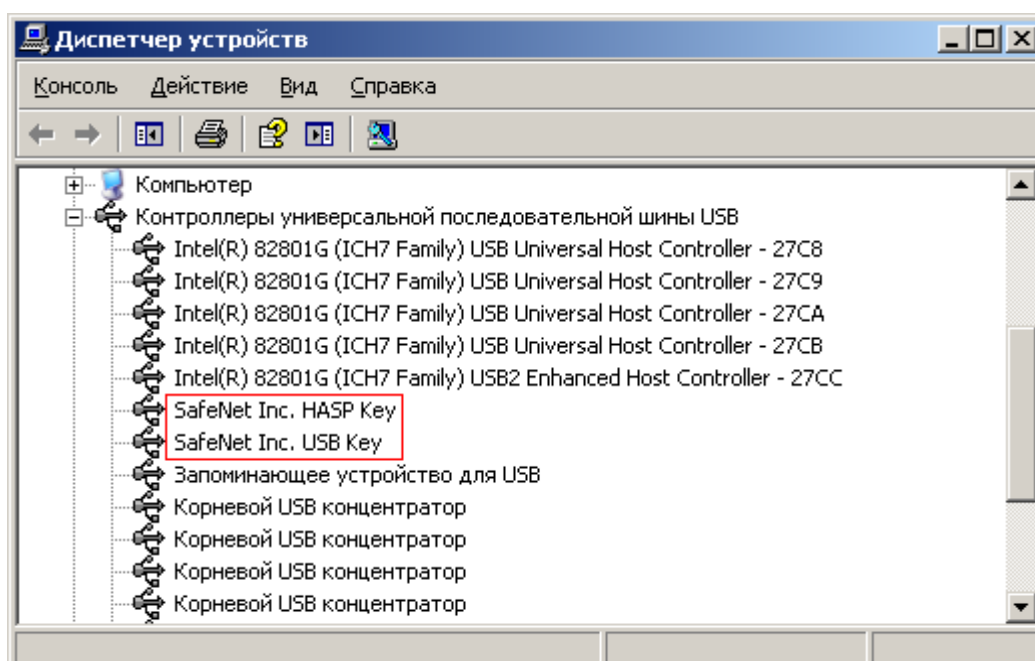 Диспетчер устройств
Консоль Действие Вид Справка
Компьютер
Контроллеры универсальной последовательной шины USB
Intel(R) 82801G (ICH7 Family) USB Universal Host Controller - 27C8
Intel(R) 82801G (ICH7 Family) USB Universal Host Controller - 27C9
Intel(R) 82801G (ICH7 Family) USB Universal Host Controller - 27CA
Intel(R) 82801G (ICH7 Family) USB Universal Host Controller - 27CB
Intel(R) 82801G (ICH7 Family) USB2 Enhanced Host Controller - 27CC
SafeNet Inc. HASP Key
SafeNet Inc. USB Key
Запоминающее устройство для USB
Корневой USB концентратор
Корневой USB концентратор
Корневой USB концентратор
Корневой USB концентратор